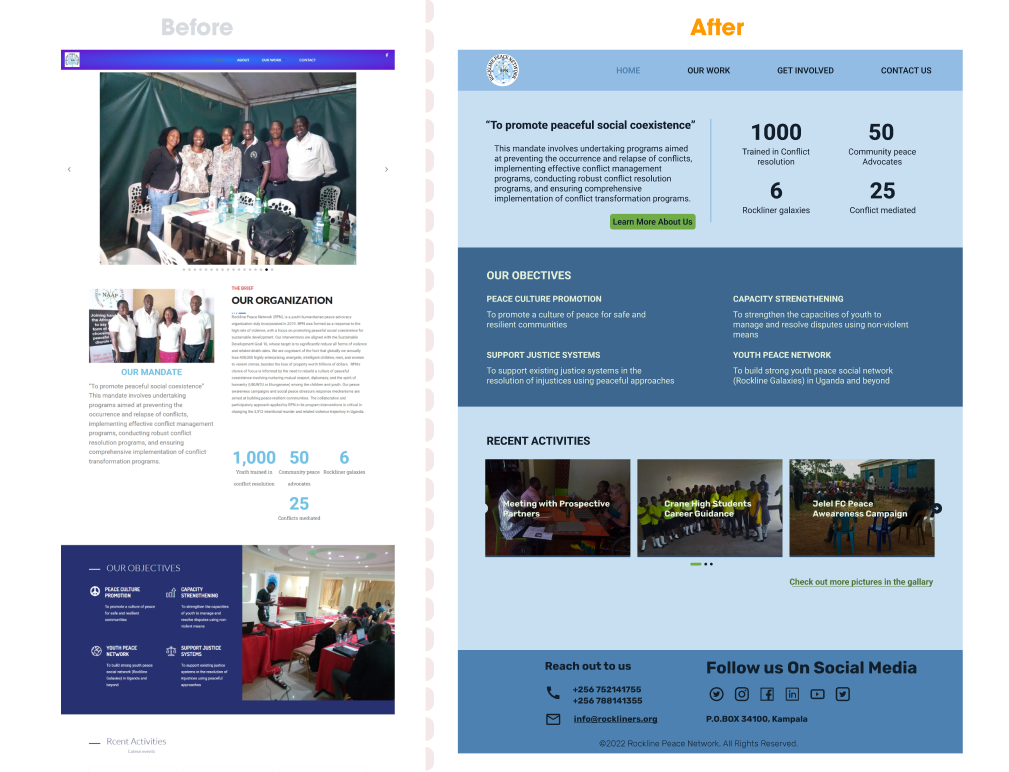 Before
ABOUT
OUR WORK
CONTACT
NAAP
OUR MANDATE
“To promote peaceful social coexistence”
This mandate involves undertaking
programs aimed at preventing the
occurrence and relapse of conflicts,
implementing effective conflict management
programs, conducting robust conflict
resolution programs, and ensuring
comprehensive implementation of conflict
transformation programs.
THE BRIEF
OUR ORGANIZATION
1,000
Youth trained in
conflict resolution
50
Community peace
advocates
6
Rockliner galaxies
25
Conflicts mediated
OUR OBJECTIVES
PEACE CULTURE
PROMOTION
To promote a culture of peace
for safe and resilient
communities
CAPACITY
STRENGTHENING
To strengthen the capacities
of youth to manage and
resolve disputes using non-
violent means
YOUTH PEACE
NETWORK
To build strong youth peace
social network (Rockline
Galaxies) in Uganda and
beyond
SUPPORT JUSTICE
SYSTEMS
To support existing justice
systems in the resolution of
injustices using peaceful
approaches
Rcent Activities
After
ROCKLINE PEACE NETWORK
RPN
HOME
OUR WORK
GET INVOLVED
CONTACT US
“To promote peaceful social coexistence”
This mandate involves undertaking programs aimed
at preventing the occurrence and relapse of conflicts,
implementing effective conflict management
programs, conducting robust conflict resolution
programs, and ensuring comprehensive
implementation of conflict transformation programs.
Learn More About Us
1000
Trained in Conflict
resolution
50
Community peace
Advocates
6
Rockliner galaxies
25
Conflict mediated
OUR OBECTIVES
PEACE CULTURE PROMOTION
To promote a culture of peace for safe and
resilient communities
CAPACITY STRENGTHENING
To strengthen the capacities of youth to
manage and resolve disputes using non-violent
means
SUPPORT JUSTICE SYSTEMS
To support existing justice systems in the
resolution of injustices using peaceful approaches
YOUTH PEACE NETWORK
To build strong youth peace social network
(Rockline Galaxies) in Uganda and beyond
RECENT ACTIVITIES
Meeting with Prospective
Partners
Crane High Students
Career Guidance
Jelel FC Peace
Awereness Campaign
Check out more pictures in the gallary
Reach out to us
+256 752141755
+256 788141355
info@rockliners.org
Follow us On Social Media
P.O.BOX 34100, Kampala
©2022 Rockline Peace Network. All Rights Reserved.